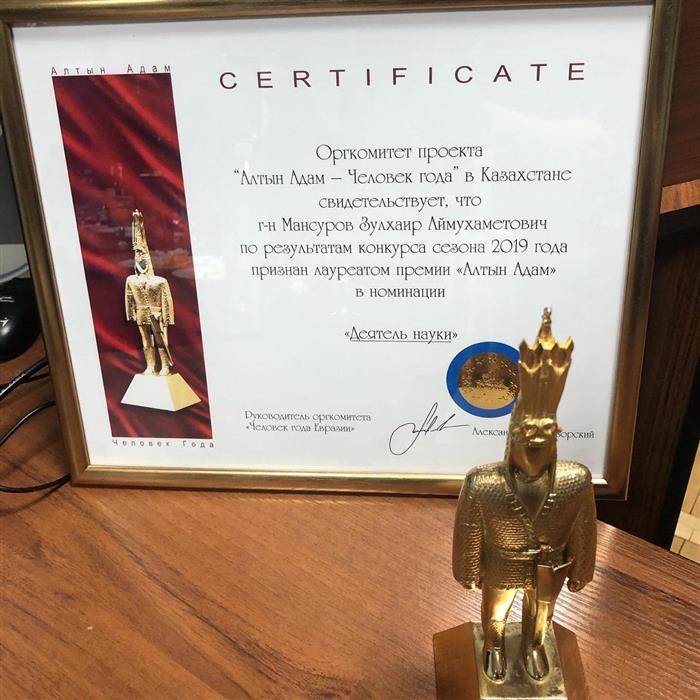 Алтын Адам
CERTIFICATE
Оргкомитет проекта
“Алтын Адам – Человек года” в Казахстане
свидетельствует, что
г-н Мансуров Зулхаир Аймухаметович
по результатам конкурса сезона 2019 года
признан лауреатом премии «Алтын Адам»
в номинации
«Деятель науки»
Руководитель оргкомитета
«Человек года Евразии»
Человек Года